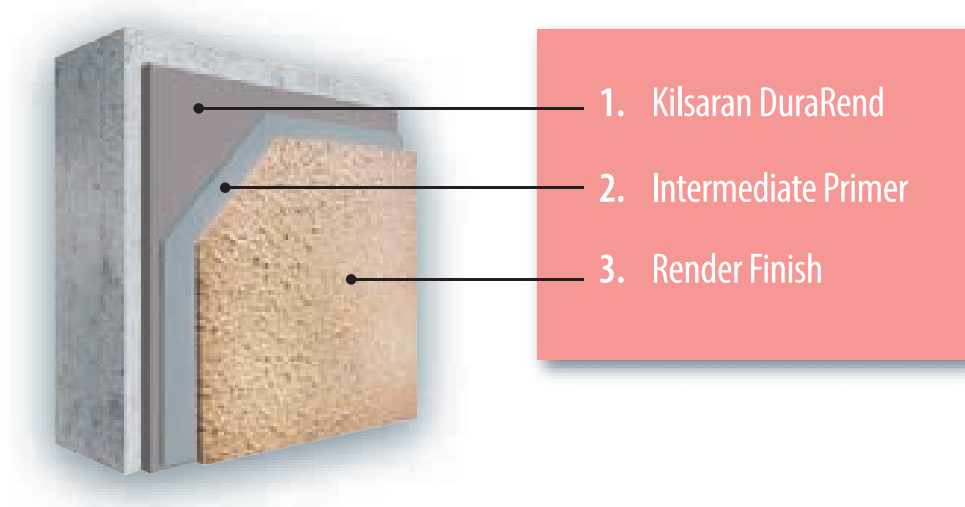 1. Kilsaran DuraRend
2. Intermediate Primer
3. Render Finish